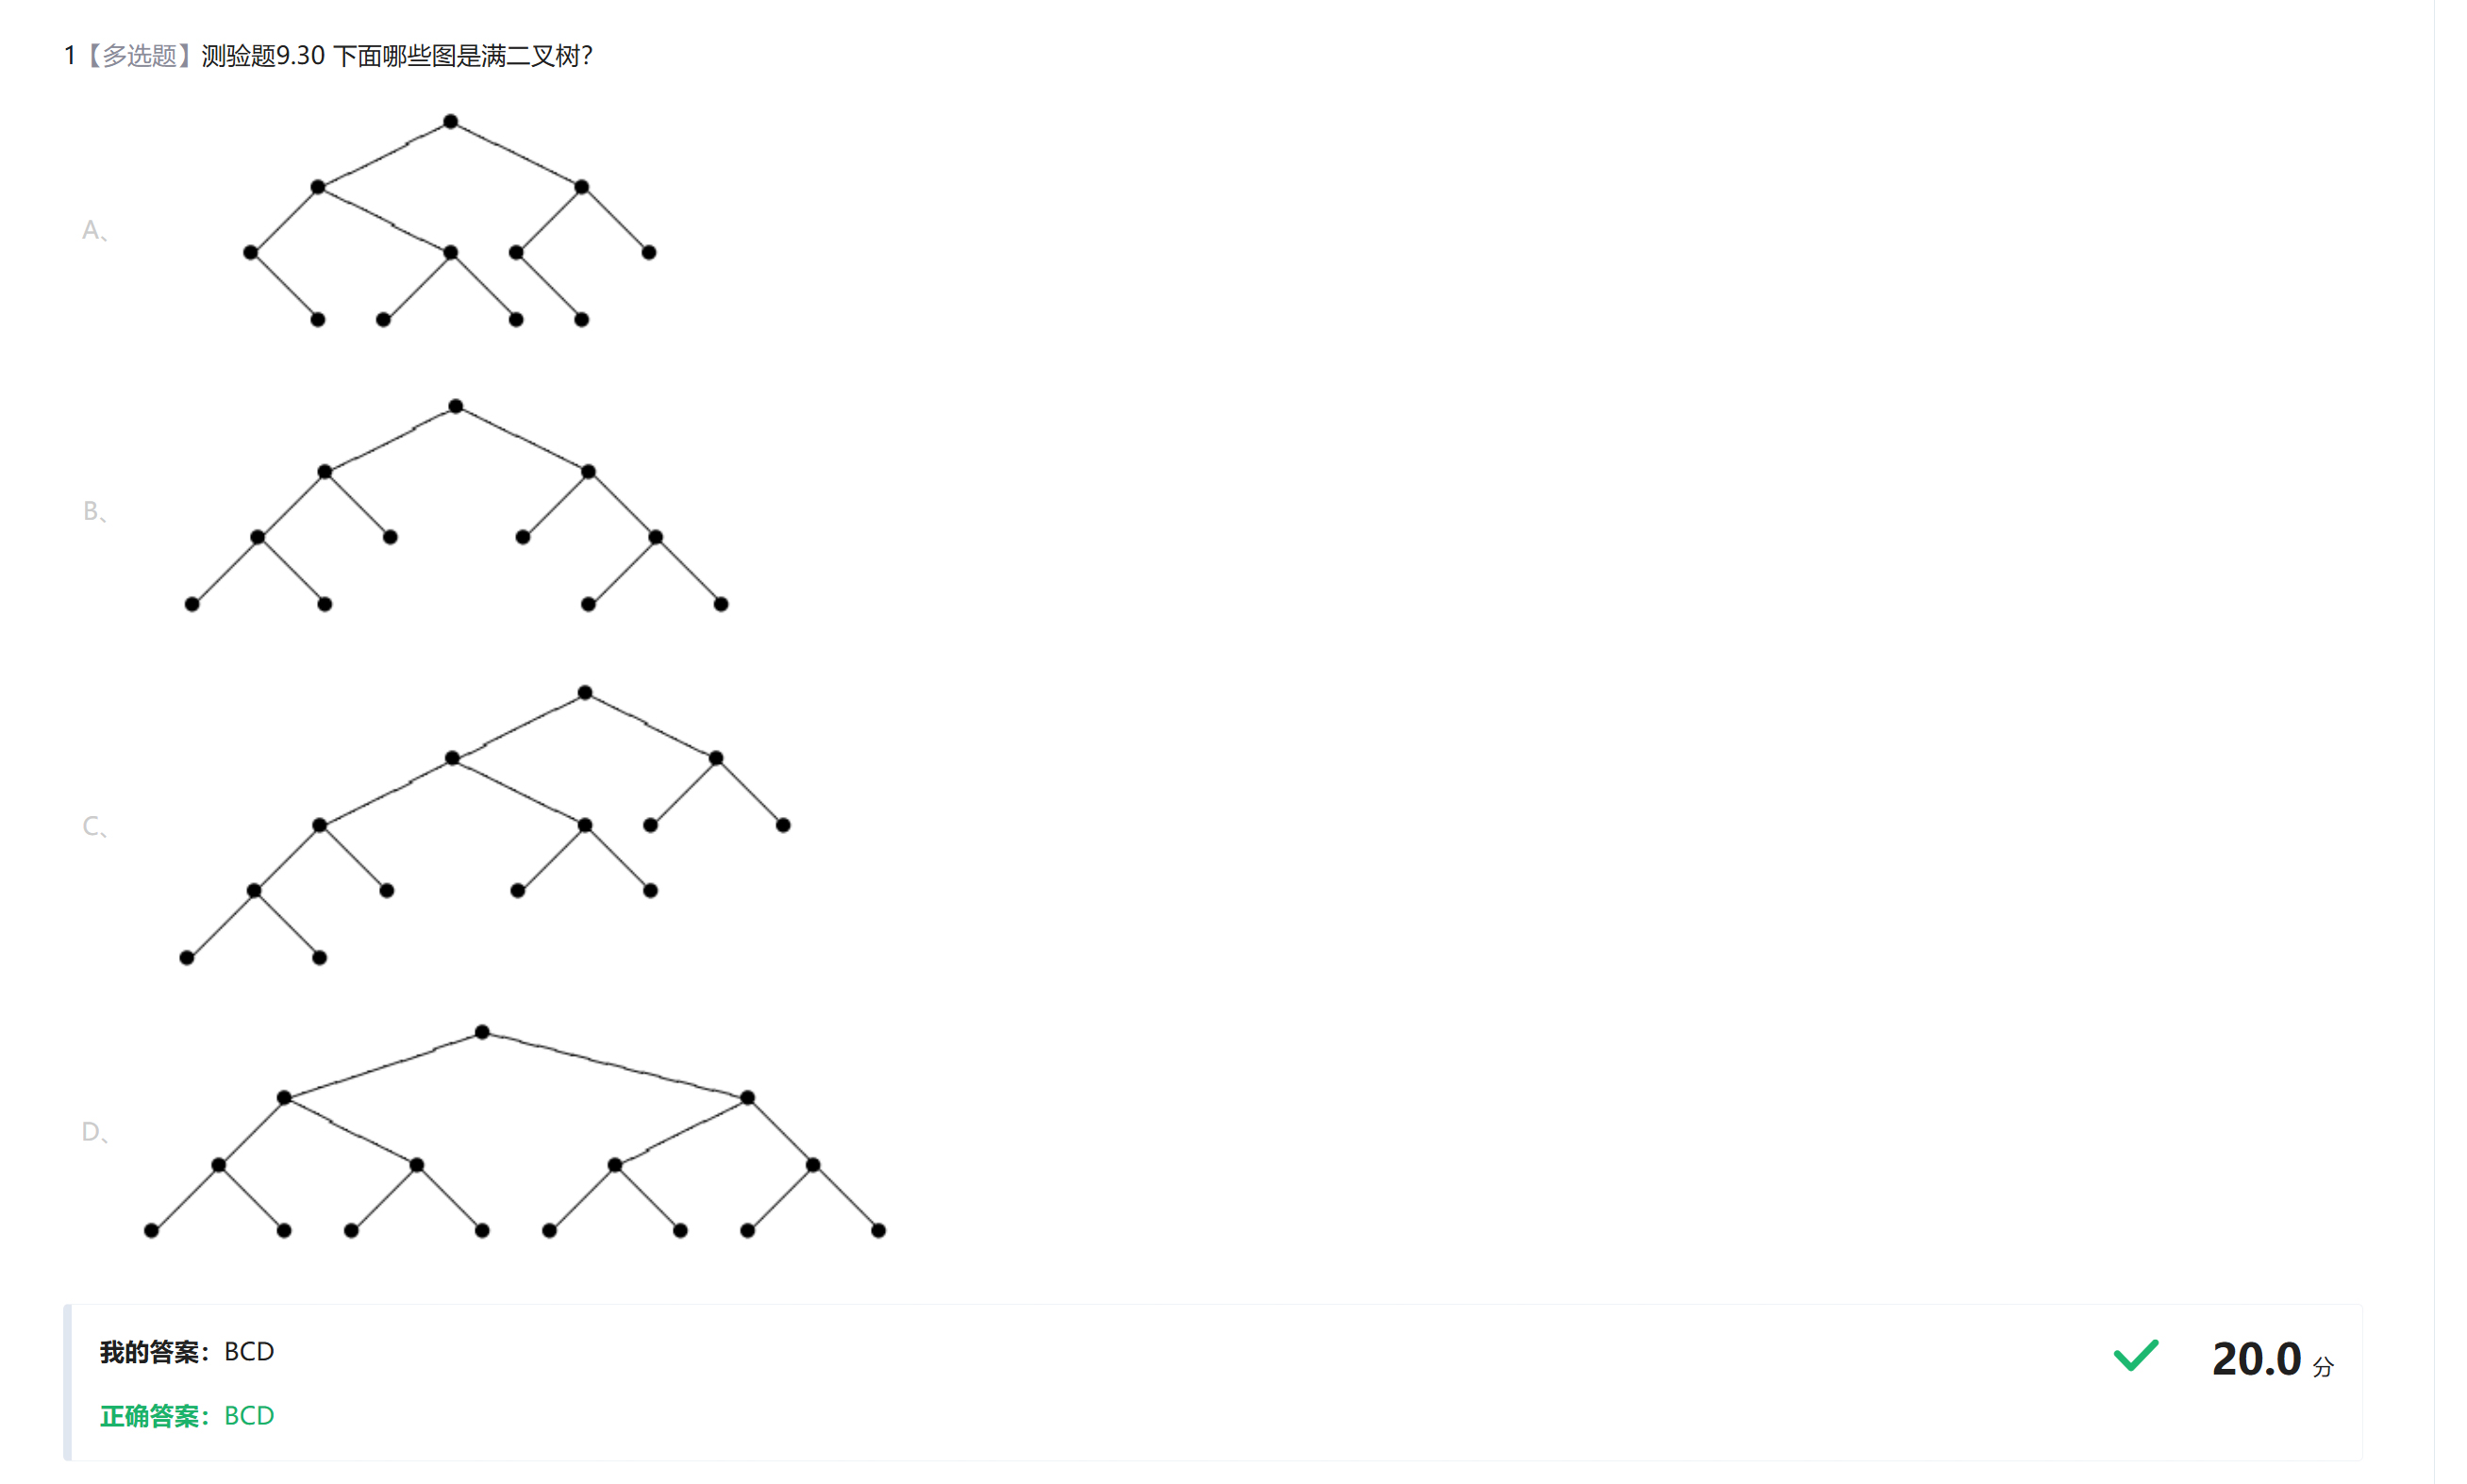 1【多选题】测验题9.30 下面哪些图是满二叉树?
A、
B、
C、
D、
我的答案：BCD
20.0 分
正确答案：BCD